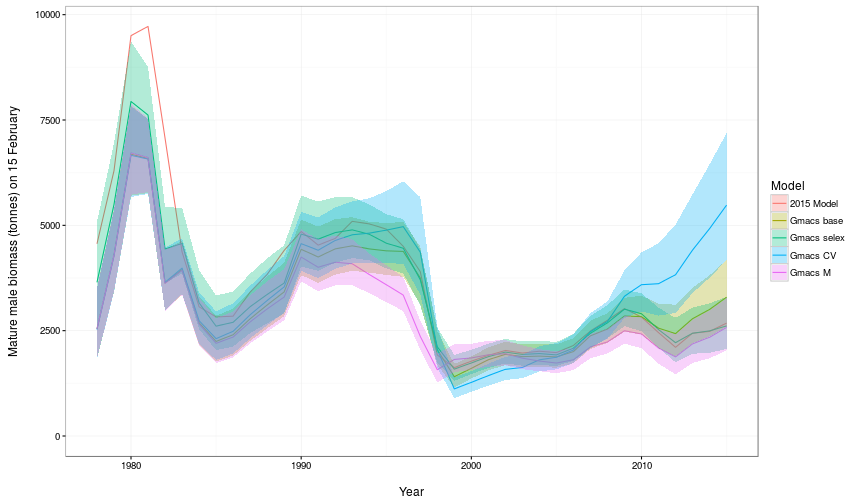 Mature male biomass (tonnes) on 15 February
10000
7500
5000
2500
0
1980
1990
2000
2010
Year
Model
2015 Model
Gmacs base
Gmacs selex
Gmacs CV
Gmacs M